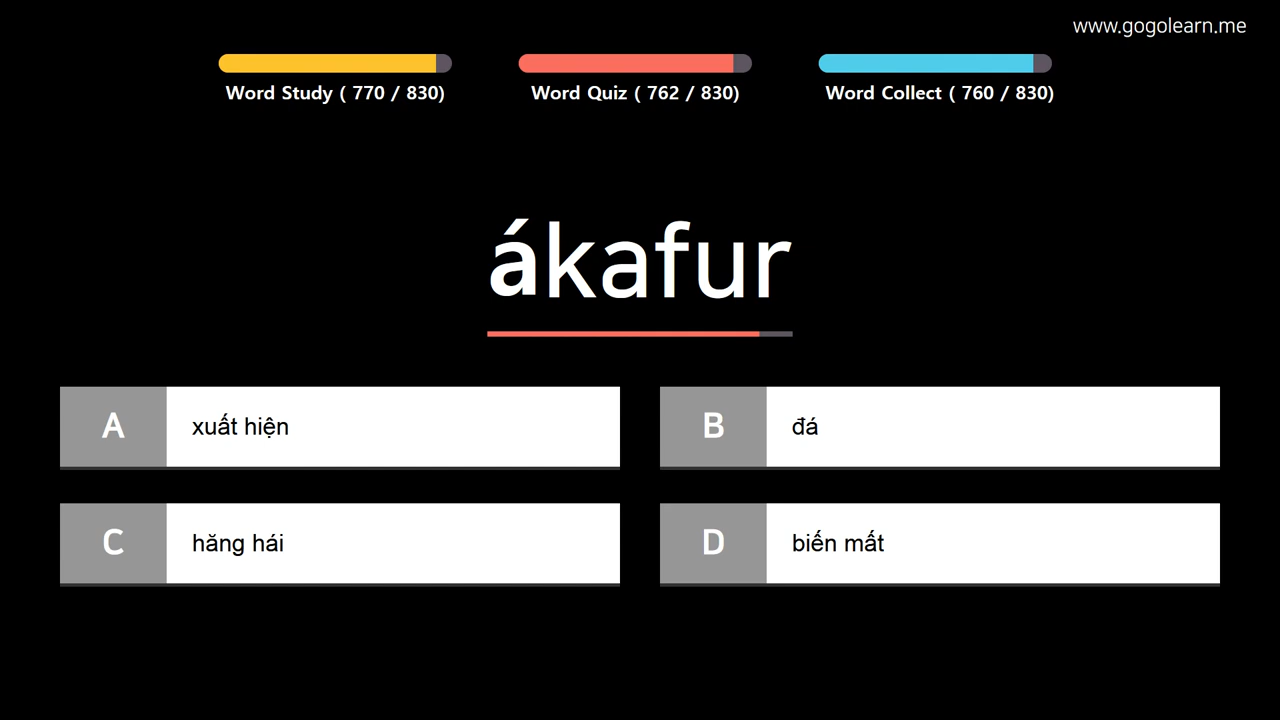 www.gogolearn.me
Word Study ( 770 / 830)
Word Quiz ( 762 / 830)
Word Collect ( 760 / 830)
ákafur
A xuất hiện
B đá
C hăng hái
D biến mất